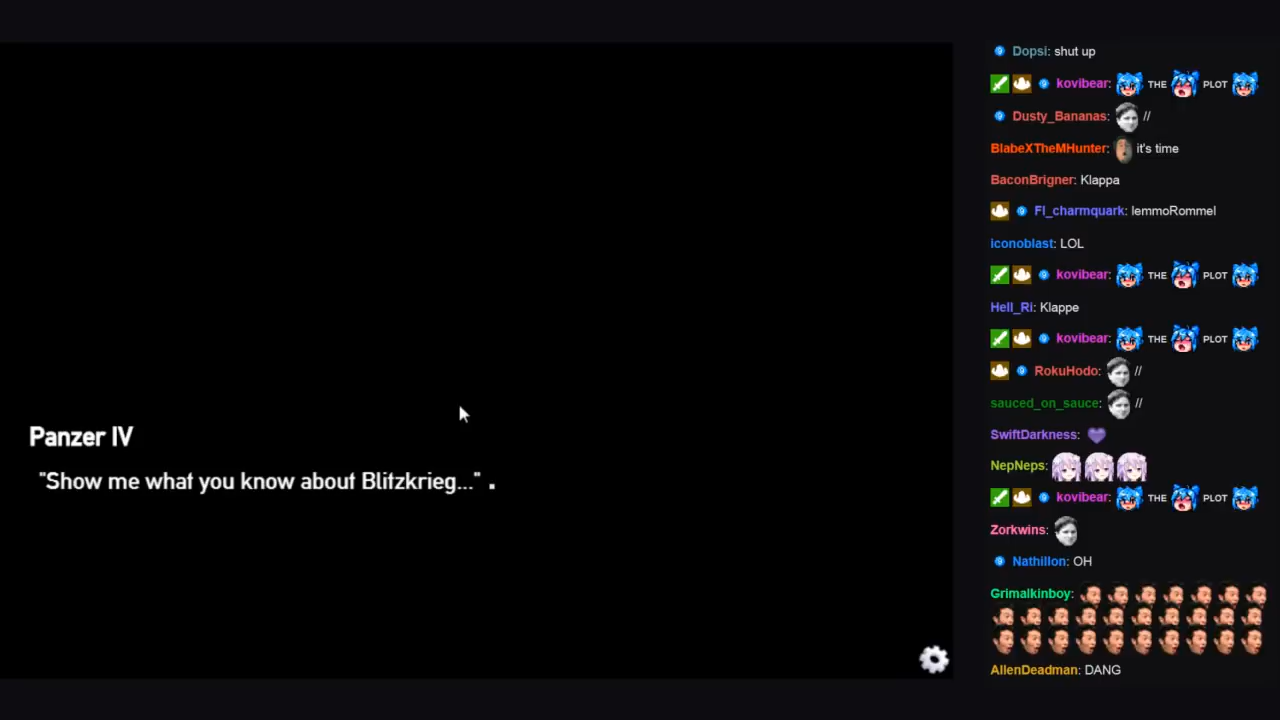 Panzer IV
"Show me what you know about Blitzkrieg..." .
Dopsi: shut up
kovibear: THE PLOT
Dusty_Bananas: //
BlabeXTheMHunter: it's time
BaconBrigner: Klappa
Fl_charmquark: lemmoRommel
iconoblast: LOL
kovibear: THE PLOT
Hell_Ri: Klappe
kovibear: THE PLOT
RokuHodo: //
sauced_on_sauce: //
SwiftDarkness:
NepNeps:
kovibear: THE PLOT
Zorkwins:
Nathillon: OH
Grimalkinboy:
AllenDeadman: DANG